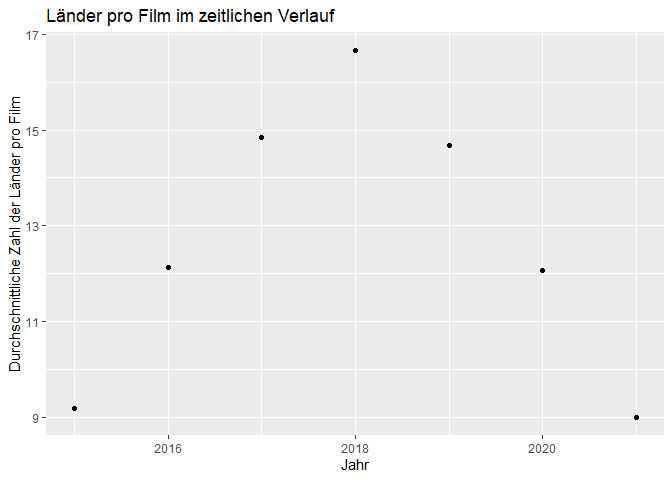 Länder pro Film im zeitlichen Verlauf
Durchschnittliche Zahl der Länder pro Film
17
15
13
11
9
2016
2018
2020
Jahr